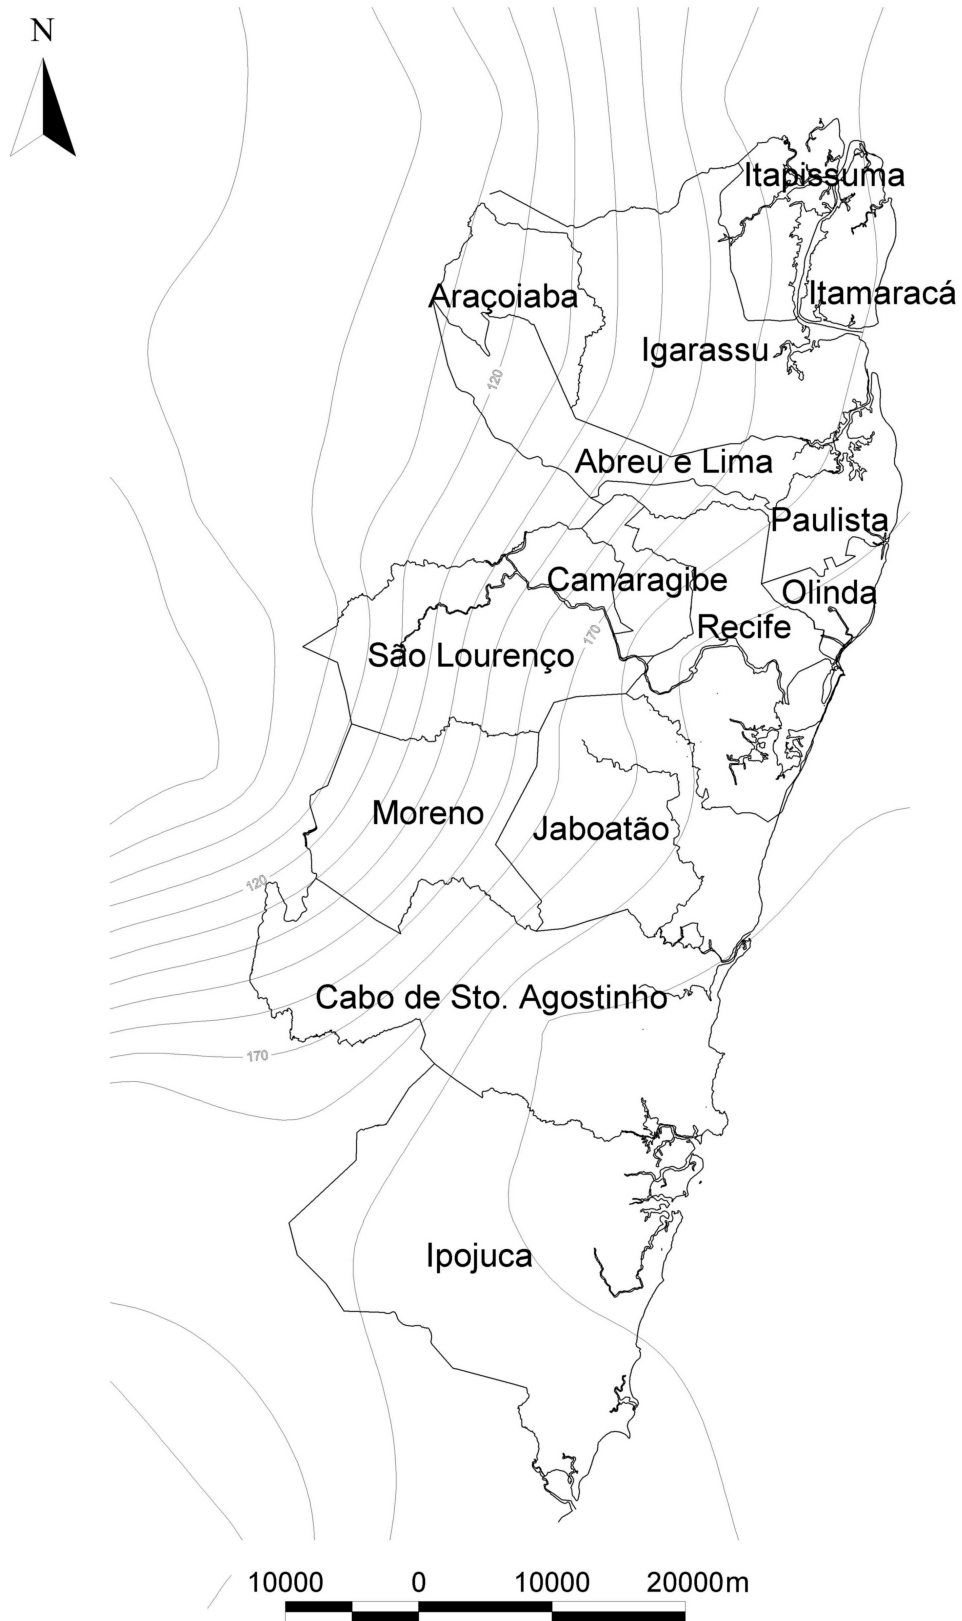 N
Itapissuma
Araçoiaba
Itamaracá
Igarassu
120
Abreu e Lima
Paulista
Camaragibe
Olinda
170
Recife
São Lourenço
Moreno
Jaboatão
120
Cabo de Sto. Agostinho
170
Ipojuca
10000 0 10000 20000m